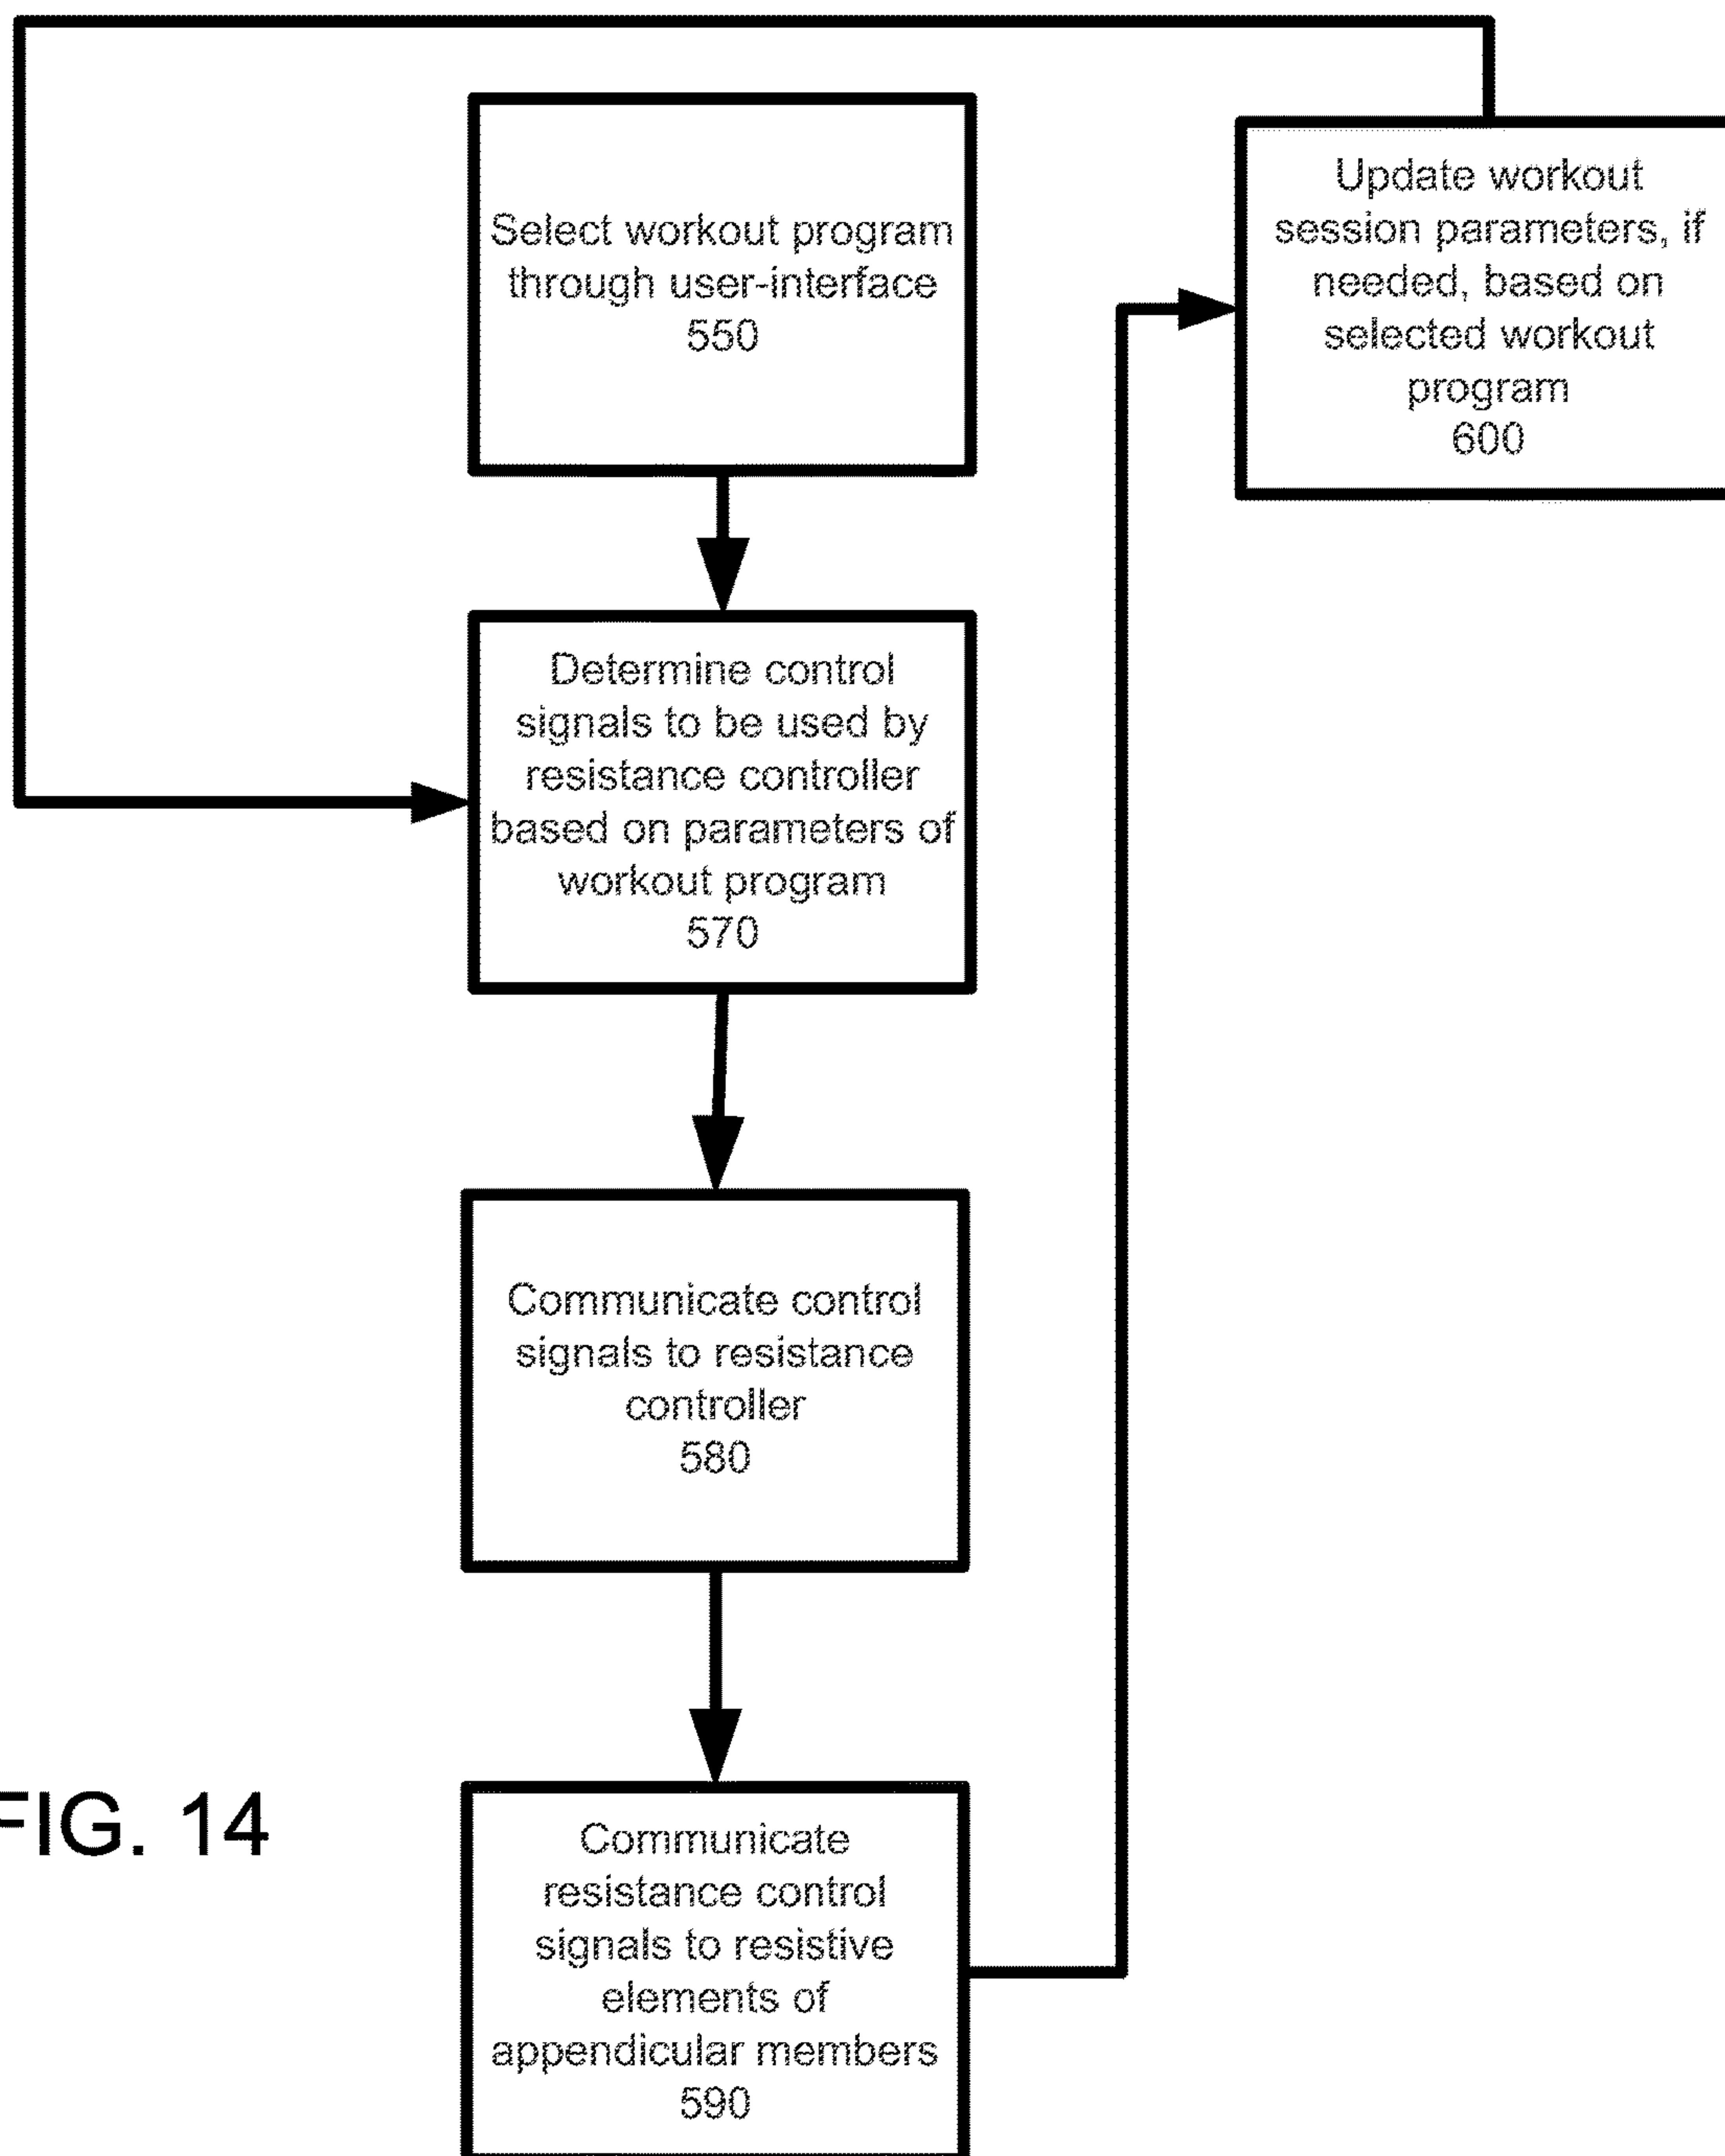 Select workout program
through user-interface
550
Update workout
session parameters, if
needed, based on
selected workout
program
600
Determine control
signals to be used by
resistance controller
based on parameters of
workout program
570
Communicate control
signals to resistance
controller
580
FIG. 14
Communicate
resistance control
signals to resistive
elements of
appendicular members
590